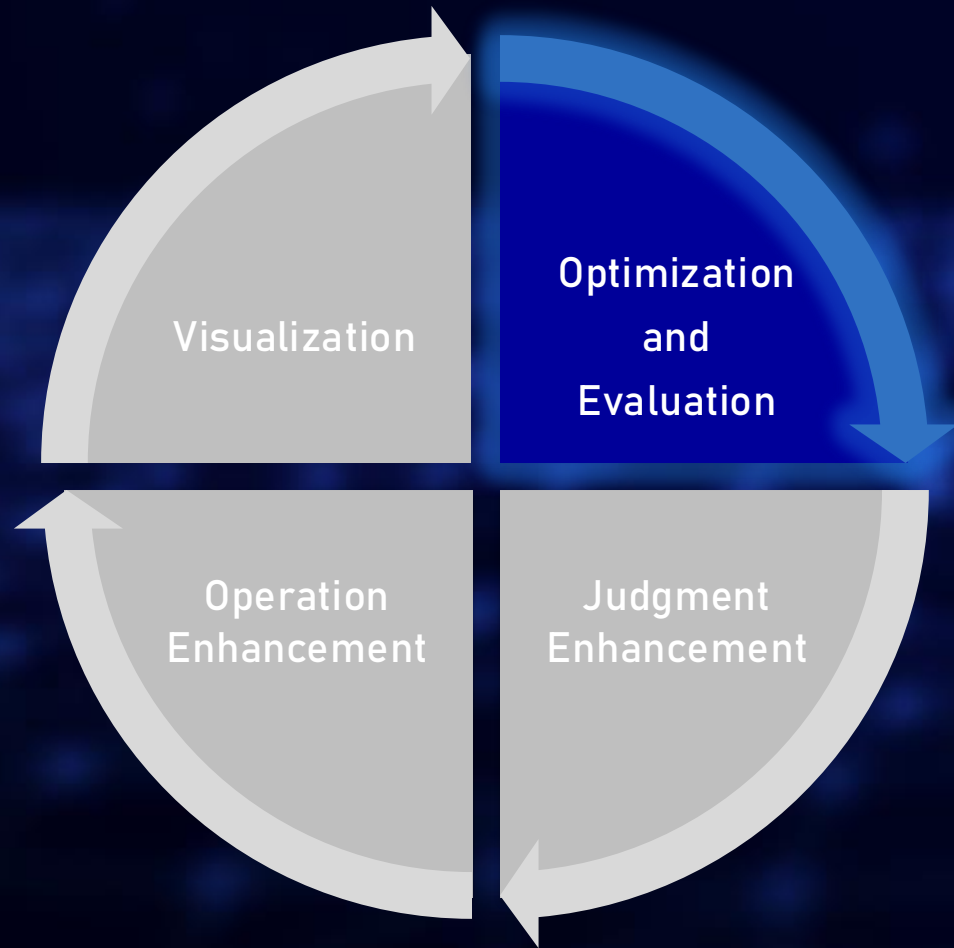 Visualization
Optimization
and
Evaluation
Operation
Enhancement
Judgment
Enhancement